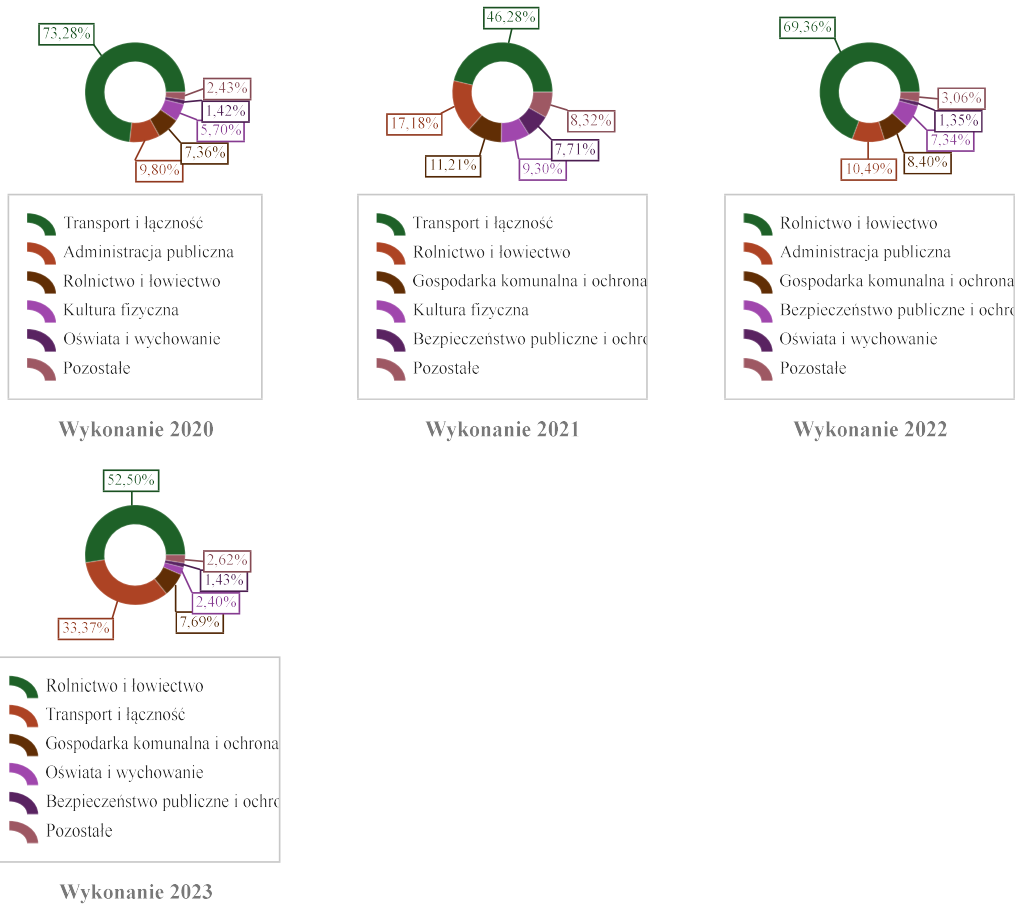 73,28%
2,43%
1,42%
5,70%
7,36%
9,80%
Transport i łączność
Administracja publiczna
Rolnictwo i łowiectwo
Kultura fizyczna
Oświata i wychowanie
Pozostałe
Wykonanie 2020
46,28%
17,18%
8,32%
7,71%
9,30%
11,21%
Transport i łączność
Rolnictwo i łowiectwo
Gospodarka komunalna i ochrona
Kultura fizyczna
Bezpieczeństwo publiczne i ochro
Pozostałe
Wykonanie 2021
69,36%
3,06%
1,35%
7,34%
8,40%
10,49%
Rolnictwo i łowiectwo
Administracja publiczna
Gospodarka komunalna i ochrona
Bezpieczeństwo publiczne i ochro
Oświata i wychowanie
Pozostałe
Wykonanie 2022
52,50%
2,62%
1,43%
2,40%
7,69%
33,37%
Rolnictwo i łowiectwo
Transport i łączność
Gospodarka komunalna i ochrona
Oświata i wychowanie
Bezpieczeństwo publiczne i ochro
Pozostałe
Wykonanie 2023